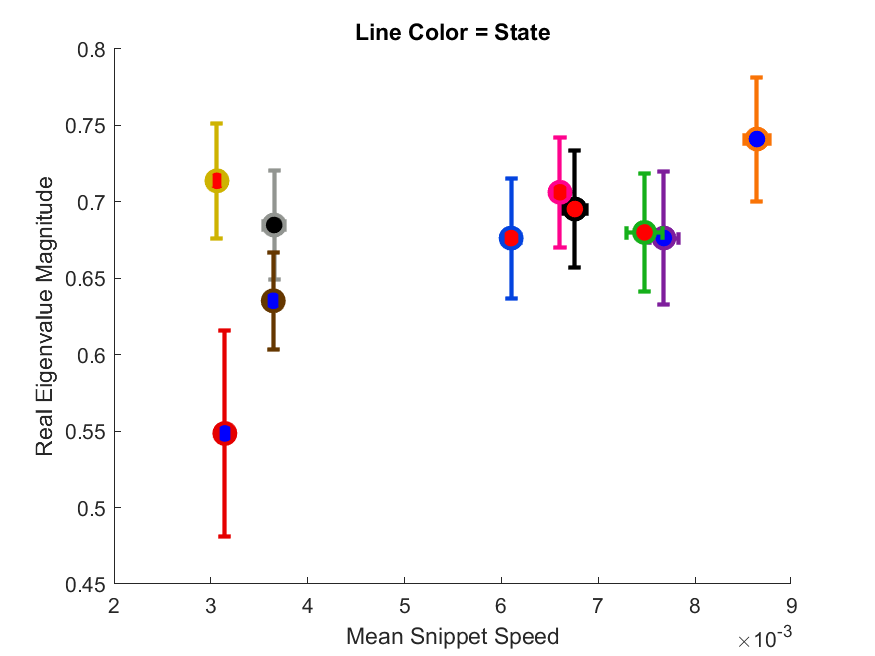 Line Color = State
0.8
0.75
0.7
0.65
0.6
0.55
0.5
0.45
Real Eigenvalue Magnitude
2 3 4 5 6 7 8 9
Mean Snippet Speed
×10-3